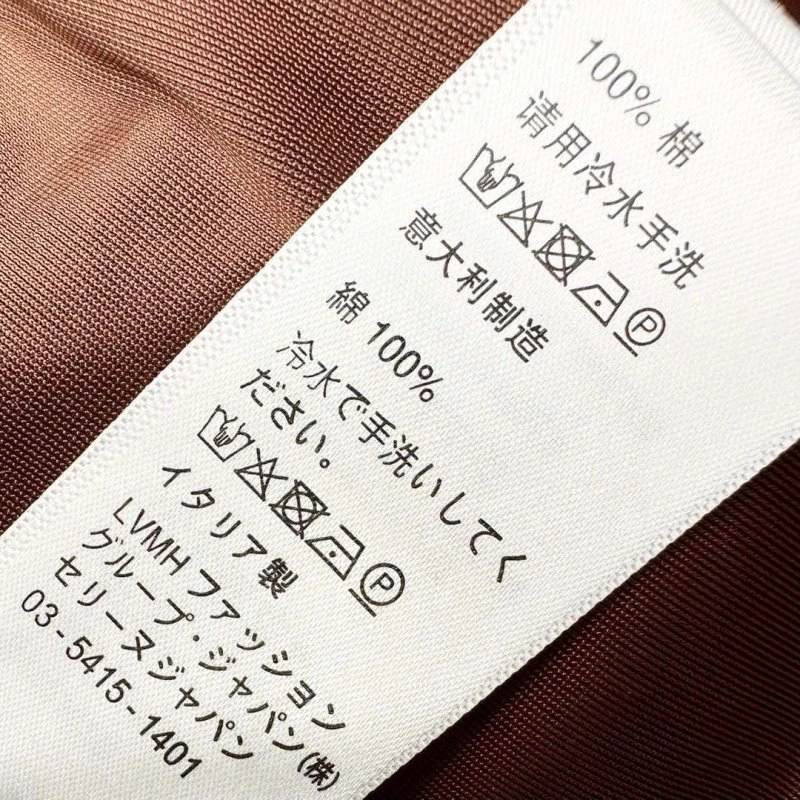 100% 棉
请用冷水手洗
P
意大利制造
綿 100%
冷水で手洗いしてく
ださい。
P
イタリア製
LVMH ファッション
グループ・ジャパン(株)
セリーヌジャパン
03-5415-1401